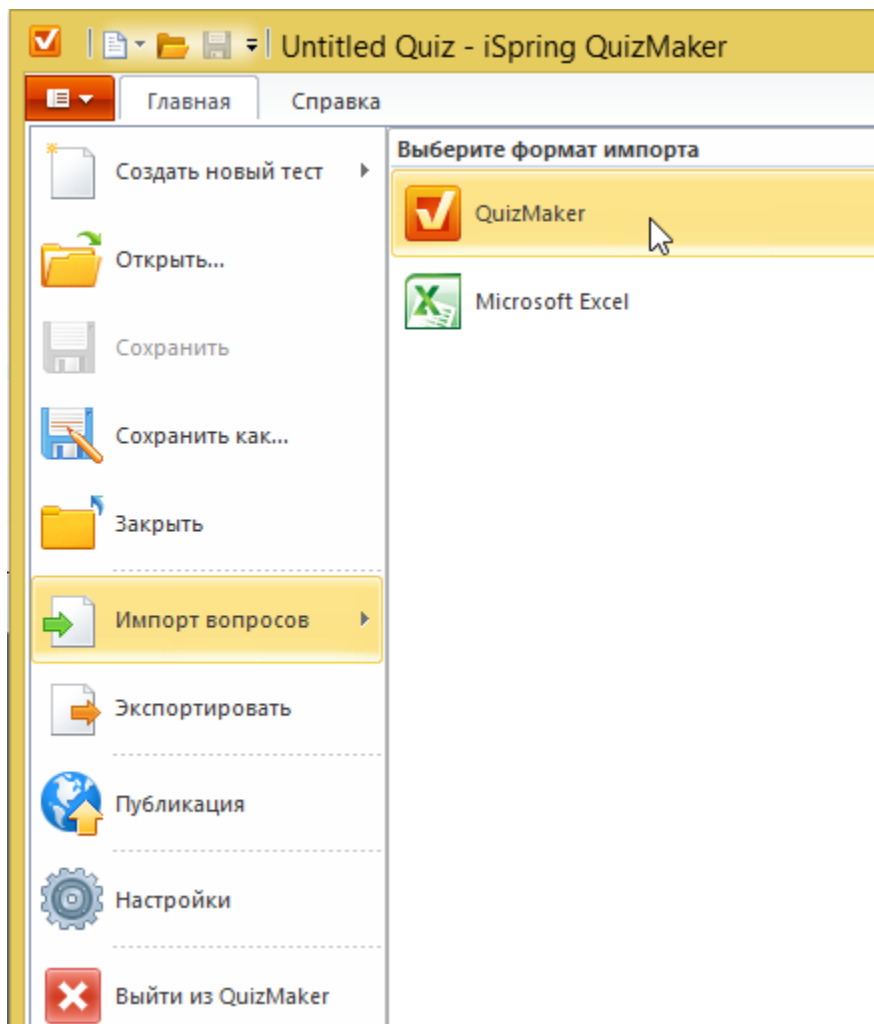 Untitled Quiz - iSpring QuizMaker
Главная Справка
Создать новый тест
Открыть...
Сохранить
Сохранить как...
Закрыть
Импорт вопросов
Экспортировать
Публикация
Настройки
Выйти из QuizMaker
Выберите формат импорта
QuizMaker
Microsoft Excel